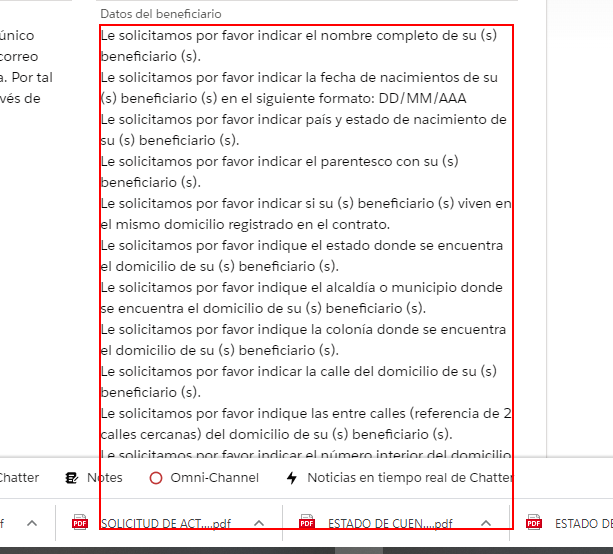 Datos del beneficiario
único
correo
a. Por tal
vés de
Le solicitamos por favor indicar el nombre completo de su (s)
beneficiario (s).
Le solicitamos por favor indicar la fecha de nacimientos de su
(s) beneficiario (s) en el siguiente formato: DD/MM/AAA
Le solicitamos por favor indicar país y estado de nacimiento de
su (s) beneficiario (s).
Le solicitamos por favor indicar el parentesco con su (s)
beneficiario (s).
Le solicitamos por favor indicar si su (s) beneficiario (s) viven en
el mismo domicilio registrado en el contrato.
Le solicitamos por favor indique el estado donde se encuentra
el domicilio de su (s) beneficiario (s).
Le solicitamos por favor indique el alcaldía o municipio donde
se encuentra el domicilio de su (s) beneficiario (s).
Le solicitamos por favor indique la colonía donde se encuentra
el domicilio de su (s) beneficiario (s).
Le solicitamos por favor indicar la calle del domicilio de su (s)
beneficiario (s).
Le solicitamos por favor indique las entre calles (referencia de 2
calles cercanas) del domicilio de su (s) beneficiario (s).
Le solicitamos por favor indicar el número interior del domicilio
Chatter Notes Omni-Channel Noticias en tiempo real de Chatter
f SOLICITUD DE ACT....pdf ESTADO DE CUEN....pdf ESTADO DE